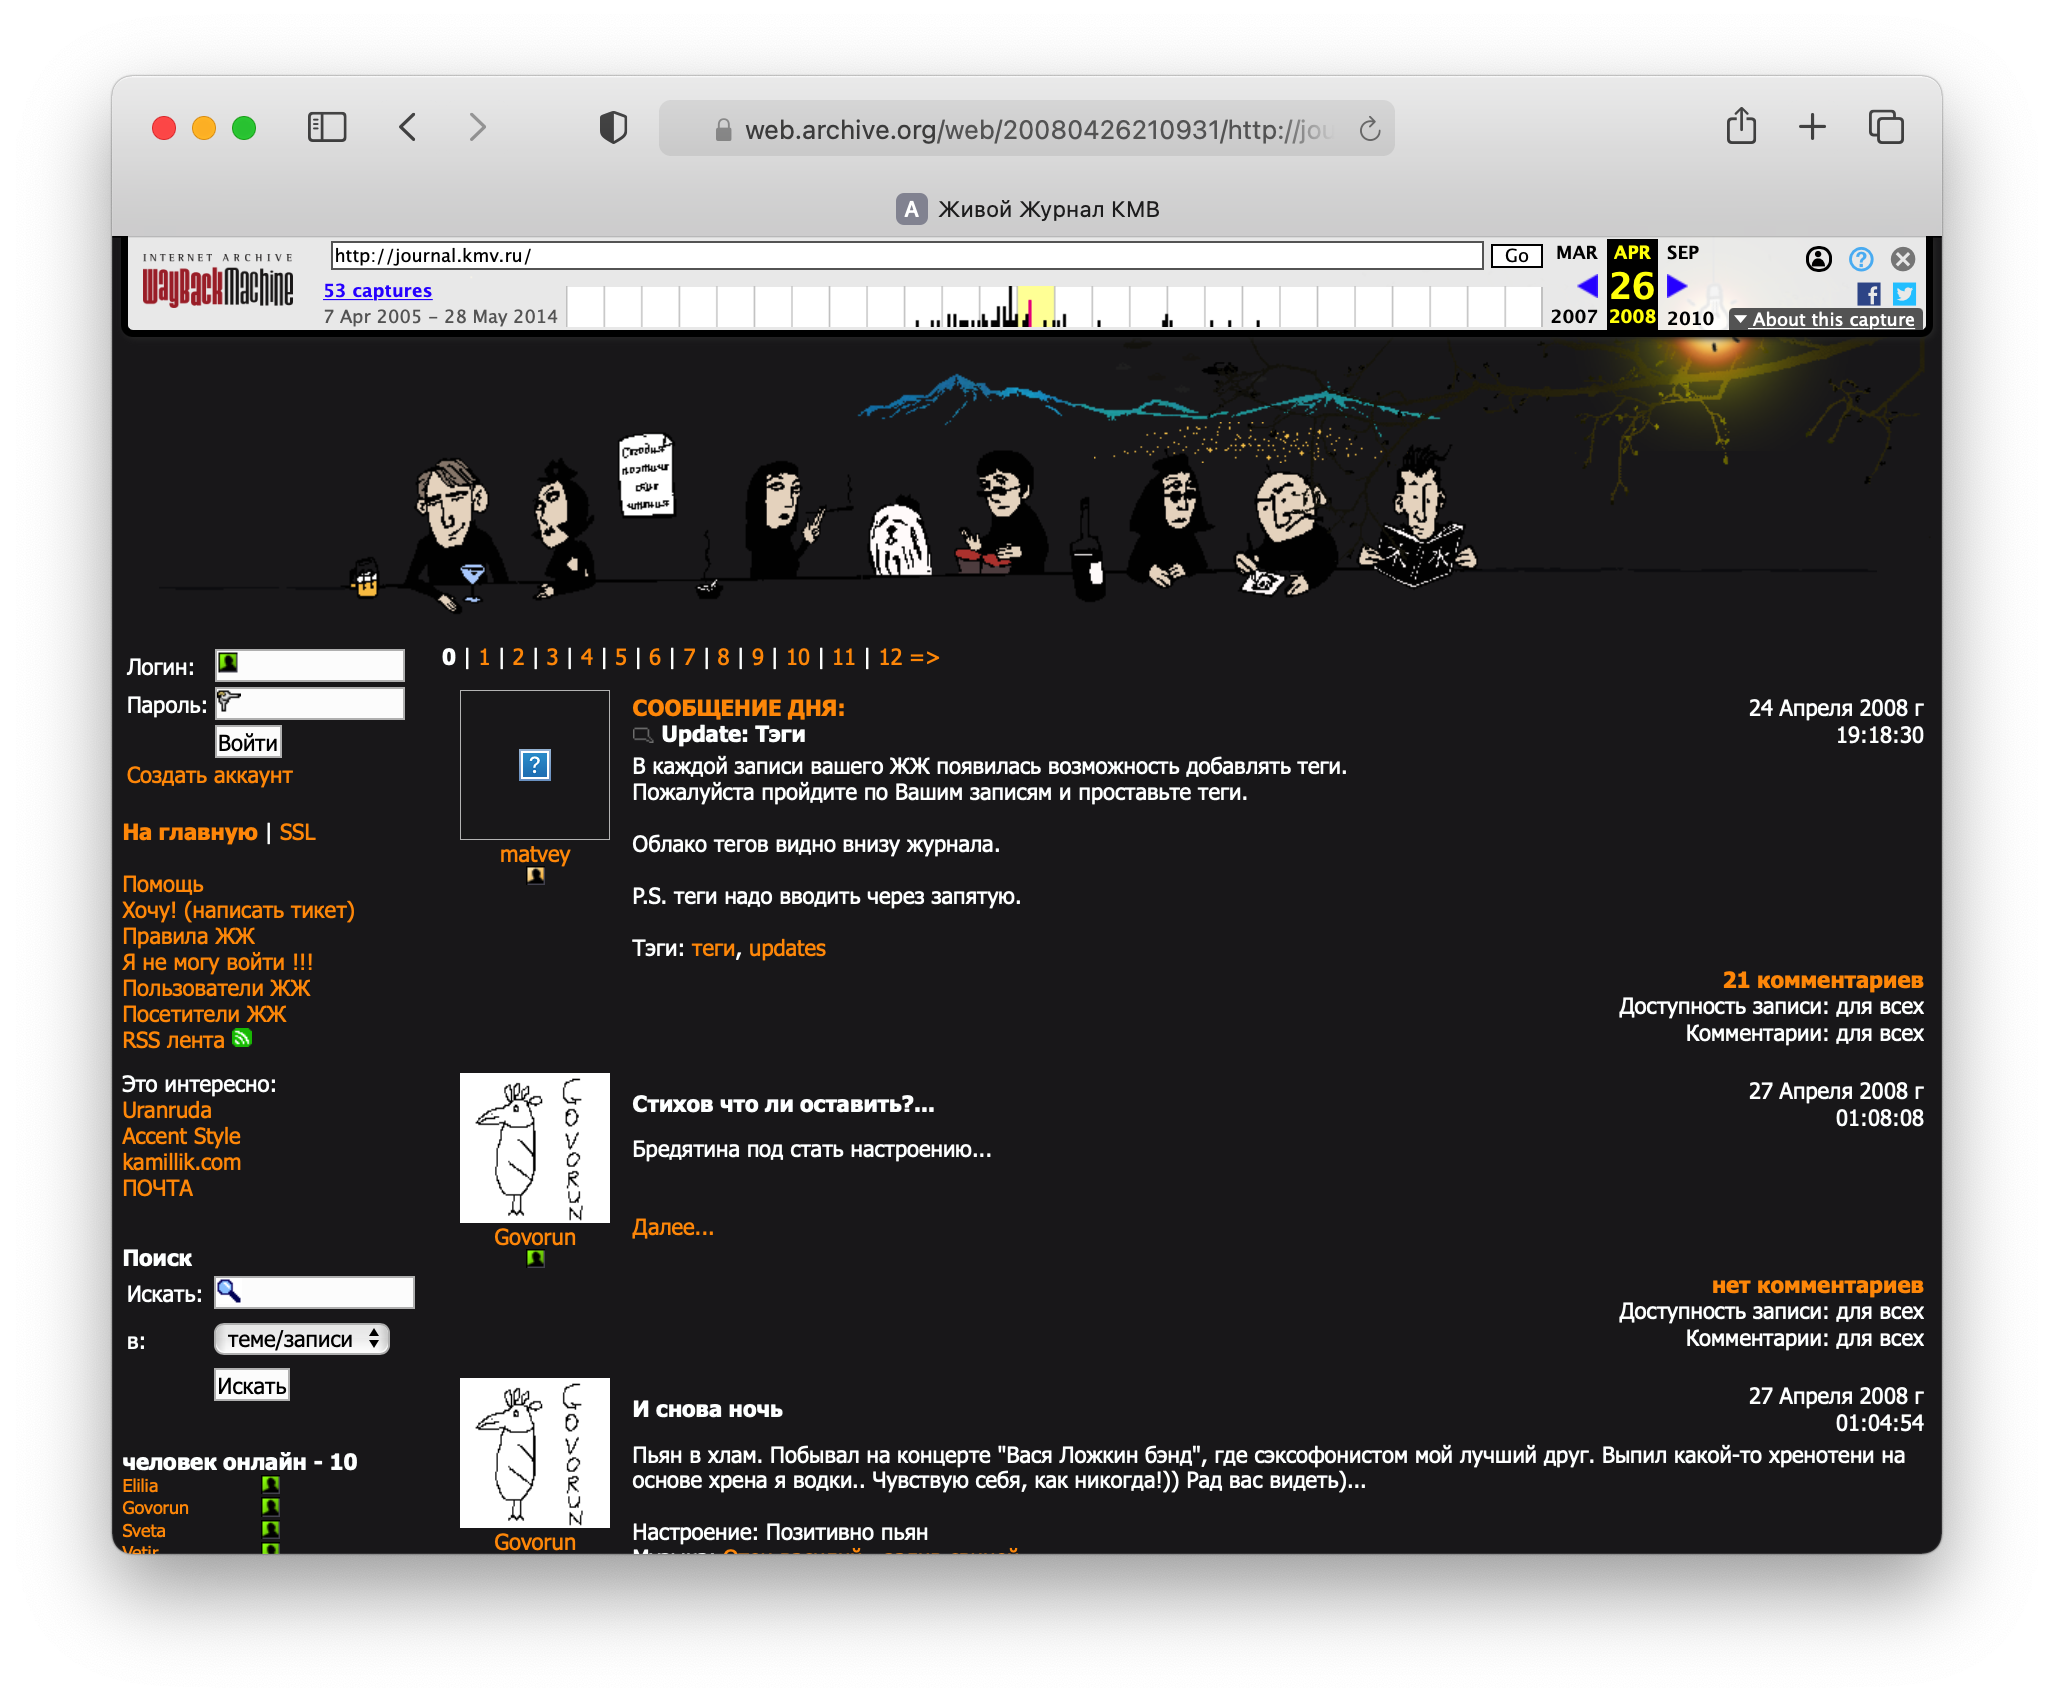 web.archive.org/web/20080426210931/http://jou
A Живой Журнал КМВ
INTERNET ARCHIVE
WayBackMachine
http://journal.kmv.ru/
Go
MAR APR SEP
53 captures
26
7 Apr 2005 – 28 May 2014
2007 2008 2010
▼ About this capture
Сегодня
Логин:
Пароль:
Войти
Создать аккаунт
На главную | SSL
Помощь
Хочу! (написать тикет)
Правила ЖЖ
Я не могу войти !!!
Пользователи ЖЖ
Посетители ЖЖ
RSS лента
Это интересно:
Uranruda
Accent Style
kamillik.com
ПОЧТА
Поиск
Искать:
в: теме/записи
Искать
человек онлайн - 10
Elilia
Govorun
Sveta
Vetir
0 | 1 | 2 | 3 | 4 | 5 | 6 | 7 | 8 | 9 | 10 | 11 | 12 =>
matvey
СООБЩЕНИЕ ДНЯ:
Update: Тэги
24 Апреля 2008 г
19:18:30
В каждой записи вашего ЖЖ появилась возможность добавлять теги.
Пожалуйста пройдите по Вашим записям и проставьте теги.
Облако тегов видно внизу журнала.
P.S. теги надо вводить через запятую.
Тэги: теги, updates
21 комментариев
Доступность записи: для всех
Комментарии: для всех
GOVORUN
Govorun
Стихов что ли оставить?...
27 Апреля 2008 г
01:08:08
Бредятина под стать настроению...
Далее...
нет комментариев
Доступность записи: для всех
Комментарии: для всех
GOVORUN
Govorun
И снова ночь
27 Апреля 2008 г
01:04:54
Пьян в хлам. Побывал на концерте "Вася Ложкин бэнд", где сэксофонистом мой лучший друг. Выпил какой-то хренотени на
основе хрена я водки.. Чувствую себя, как никогда!)) Рад вас видеть)...
Настроение: Позитивно пьян